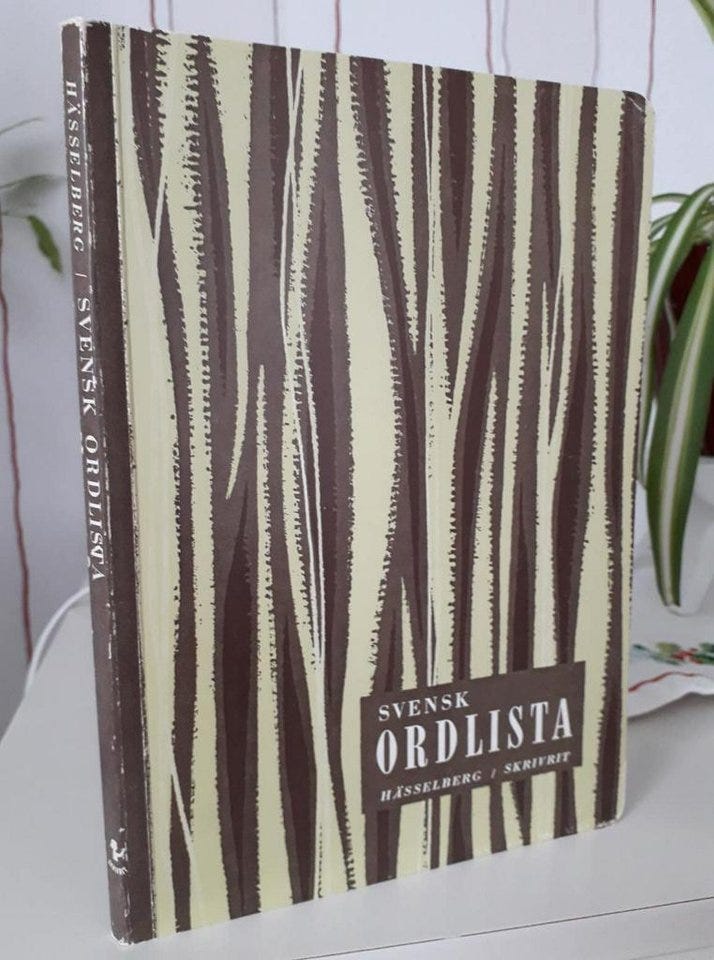 HÄSSELBERG / SVENSK ORDLISTA
SVENSK
ORDLISTA
HÄSSELBERG / SKRIVRIT